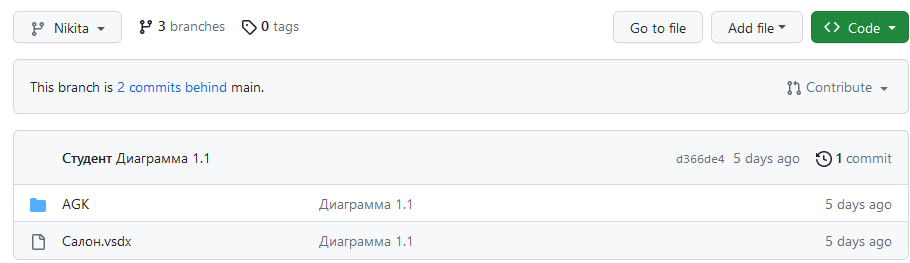 Nikita 3 branches 0 tags Go to file Add file Code
This branch is 2 commits behind main. Contribute
Студент Диаграмма 1.1 d366de4 5 days ago 1 commit
AGK Диаграмма 1.1 5 days ago
Салон.vsdx Диаграмма 1.1 5 days ago